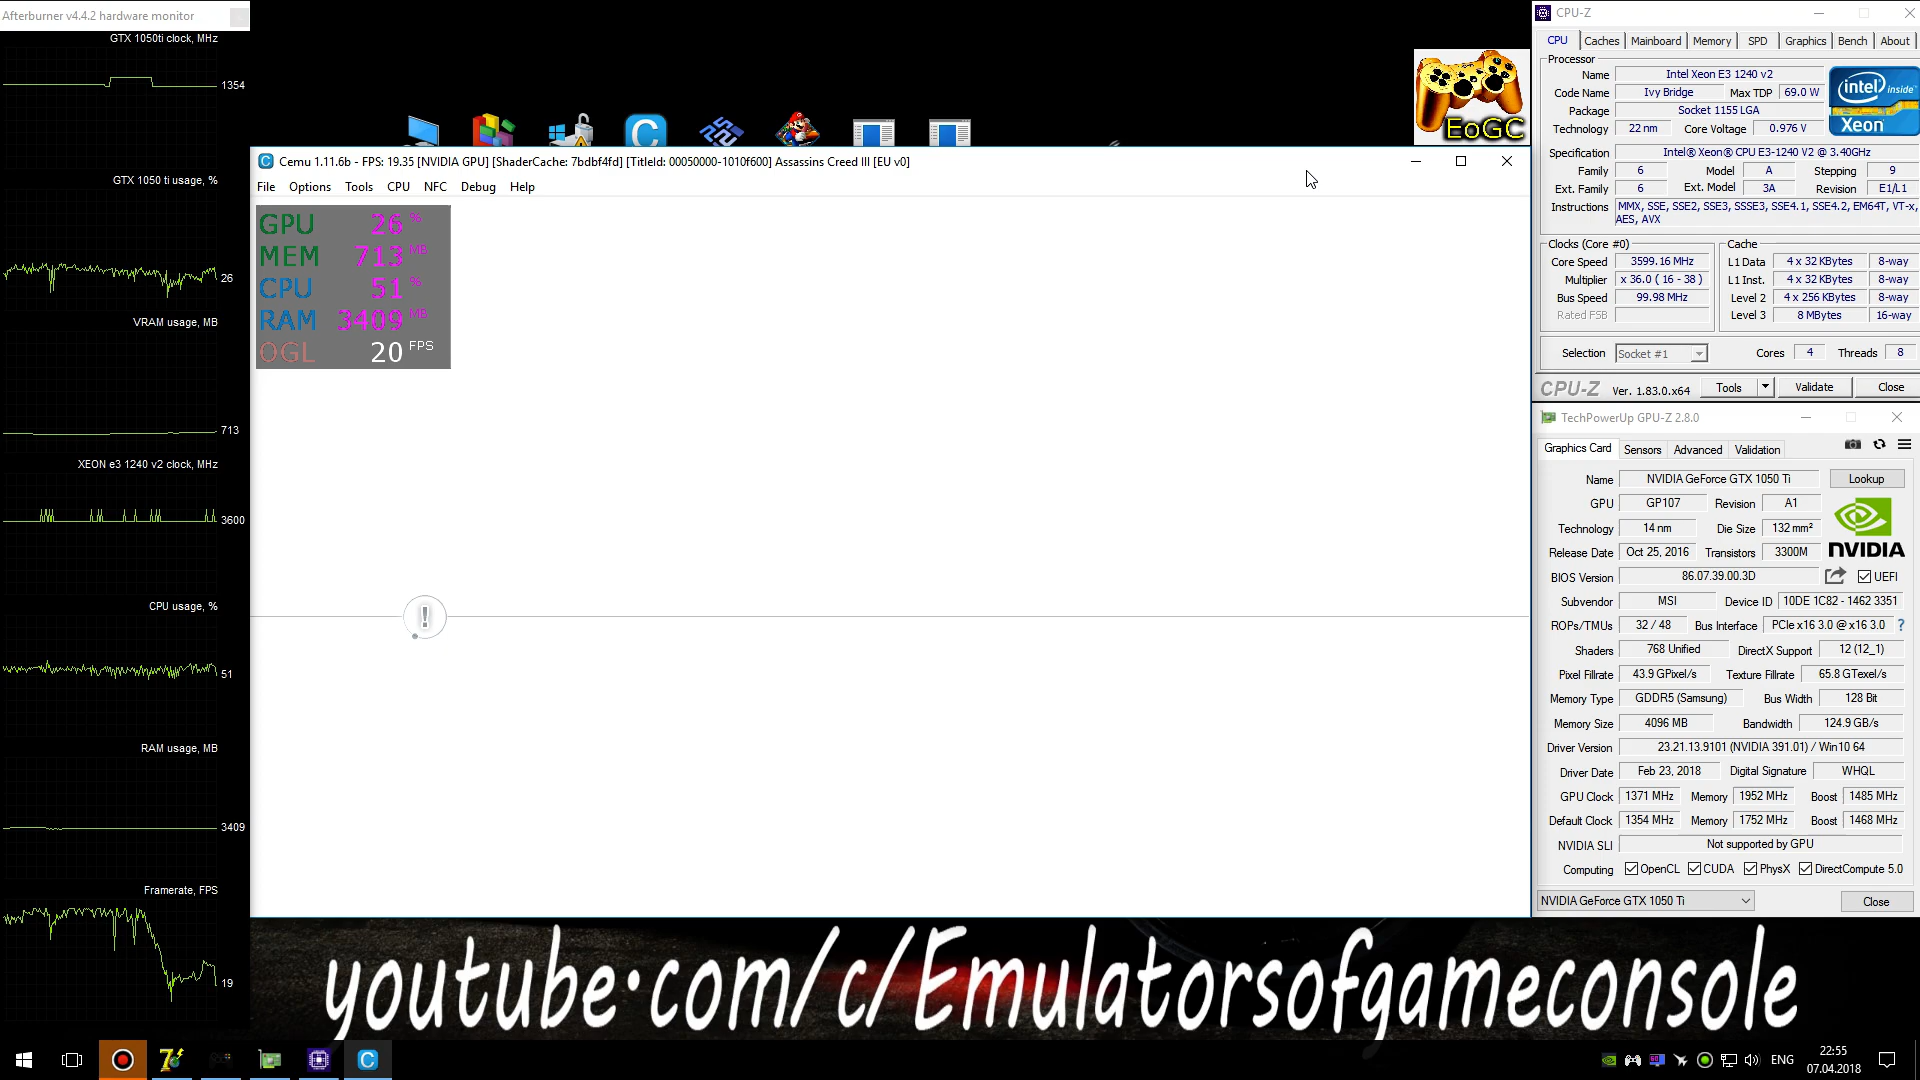 Afterburner v4.4.2 hardware monitor
GTX 1050ti clock, MHz
1354
GTX 1050 ti usage, %
26
VRAM usage, MB
713
XEON e3 1240 v2 clock, MHz
3600
CPU usage, %
51
RAM usage, MB
3409
Framerate, FPS
19
EoGC
Cemu 1.11.6b - FPS: 19.35 [NVIDIA GPU] [ShaderCache: 7bdbf4fd] [TitleId: 00050000-1010f600] Assassins Creed III [EU v0]
File Options Tools CPU NFC Debug Help
GPU 26 %
MEM 713 MB
CPU 51 %
RAM 3409 MB
OGL 20 FPS
CPU-Z
CPU Caches Mainboard Memory SPD Graphics Bench About
Processor
Name Intel Xeon E3 1240 v2
Code Name Ivy Bridge Max TDP 69.0 W
Package Socket 1155 LGA
Technology 22 nm Core Voltage 0.976 V
intel inside
Xeon
Specification Intel® Xeon® CPU E3-1240 V2 @ 3.40GHz
Family 6 Model A Stepping 9
Ext. Family 6 Ext. Model 3A Revision E1/L1
Instructions MMX, SSE, SSE2, SSE3, SSSE3, SSE4.1, SSE4.2, EM64T, VT-x,
AES, AVX
Clocks (Core #0) Cache
Core Speed 3599.16 MHz L1 Data 4 x 32 KBytes 8-way
Multiplier x 36.0 ( 16 - 38 ) L1 Inst. 4 x 32 KBytes 8-way
Bus Speed 99.98 MHz Level 2 4 x 256 KBytes 8-way
Rated FSB Level 3 8 MBytes 16-way
Selection Socket #1 Cores 4 Threads 8
CPU-Z Ver. 1.83.0.x64 Tools Validate Close
TechPowerUp GPU-Z 2.8.0
Graphics Card Sensors Advanced Validation
Name NVIDIA GeForce GTX 1050 Ti Lookup
GPU GP107 Revision A1
Technology 14 nm Die Size 132 mm²
Release Date Oct 25, 2016 Transistors 3300M
NVIDIA
BIOS Version 86.07.39.00.3D UEFI
Subvendor MSI Device ID 10DE 1C82 - 1462 3351
ROPs/TMUs 32 / 48 Bus Interface PCIe x16 3.0 @ x16 3.0 ?
Shaders 768 Unified DirectX Support 12 (12_1)
Pixel Fillrate 43.9 GPixel/s Texture Fillrate 65.8 GTexel/s
Memory Type GDDR5 (Samsung) Bus Width 128 Bit
Memory Size 4096 MB Bandwidth 124.9 GB/s
Driver Version 23.21.13.9101 (NVIDIA 391.01) / Win10 64
Driver Date Feb 23, 2018 Digital Signature WHQL
GPU Clock 1371 MHz Memory 1952 MHz Boost 1485 MHz
Default Clock 1354 MHz Memory 1752 MHz Boost 1468 MHz
NVIDIA SLI Not supported by GPU
Computing OpenCL CUDA PhysX DirectCompute 5.0
NVIDIA GeForce GTX 1050 Ti Close
youtube.com/c/Emulatorsofgameconsole
ENG
22:55
07.04.2018